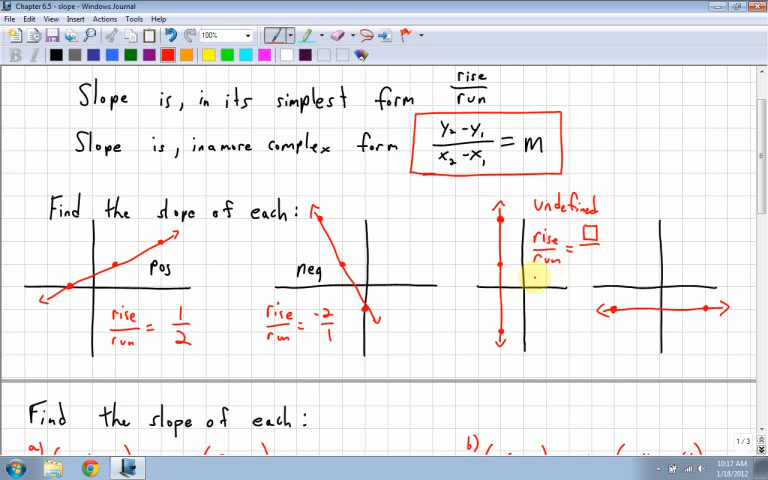 Chapter 6.5 - slope - Windows Journal
File Edit View Insert Actions Tools Help
100%
B I
Slope is, in its simplest form rise/run
Slope is, in a more complex form y₂-y₁/x₂-x₁ = m
Find the slope of each:
undefined
pos
neg
rise/run = 1/2
rise/run = -2/1
rise/run = □/
Find the slope of each:
a) (
b) (
1 / 3
10:17 AM
1/18/2012